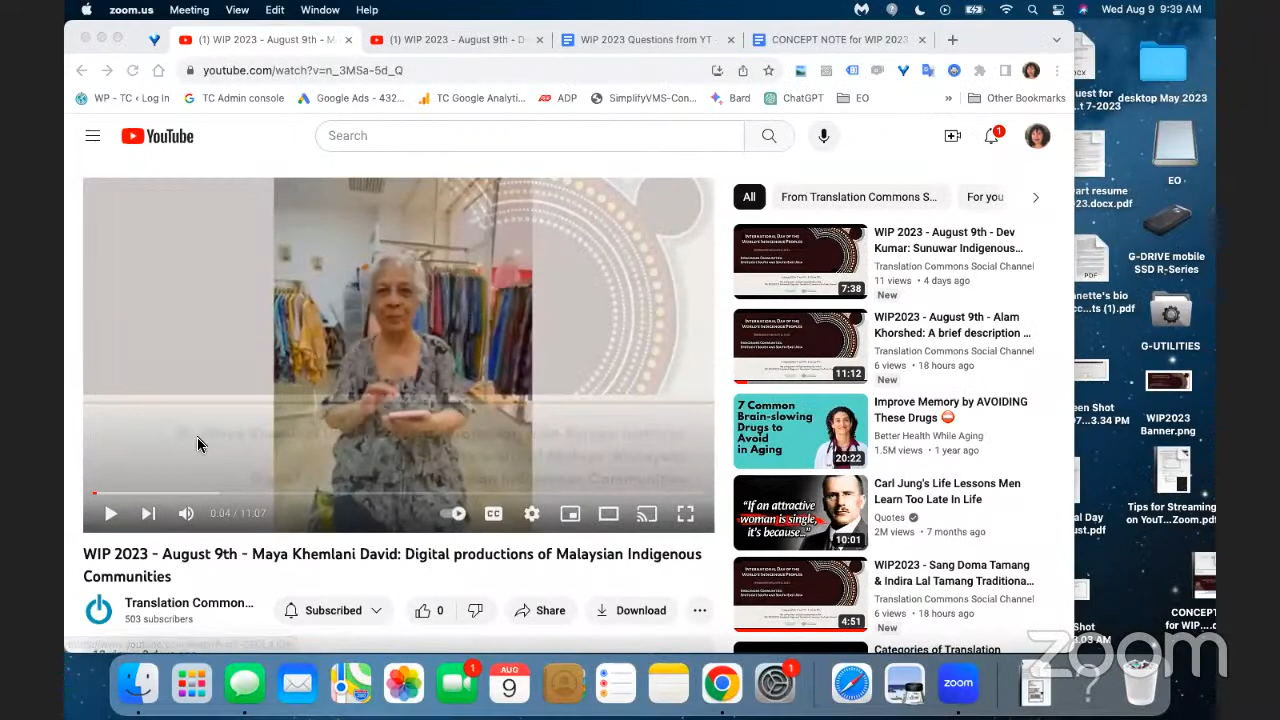 zoom.us Meeting View Edit Window Help
Wed Aug 9 9:39 AM
(1) WIP 2023 - August 9th - M
(1) WIP 2023 - August 9th - D
WIP 2023 Questions from YT -
CONCEPT NOTE for WIP 2023
WP - TC ‹ Log In
TC Admin console
Google Ads - 432...
TC Google Analyti...
ADP
SimplyWMS-Con...
Bard
ChatGPT
EO
»
Other Bookmarks
YouTube
Search
1
All
From Translation Commons S...
For you
WIP 2023 - August 9th - Dev
Kumar: Sunuwar Indigenous...
Translation Commons Social Channel
11 views • 4 days ago
New
7:38
WIP2023 - August 9th - Alam
Khorshed: A brief description ...
Translation Commons Social Channel
views • 18 hours ago
New
11:12
7 Common
Brain-slowing
Drugs to
Avoid
in Aging
20:22
Improve Memory by AVOIDING
These Drugs
Better Health While Aging
1.5M views • 1 year ago
"If an attractive
woman is single,
it's because..."
10:01
Carl Jung's Life Lessons Men
Learn Too Late In Life
Quotes
2M views • 7 months ago
WIP2023 - Sang Doma Tamang
& Indira Lal Tamang Traditiona...
Translation Commons Social Channel
6 views • 18 hours ago
New
4:51
Categories of Translation
0:04 / 11:07
CC
WIP 2023 - August 9th - Maya Khemlani David: Digital productions of Malaysian Indigenous
Communities
Translation Common...
503 subscribers
Subscribed
Share
Download
desktop May 2023
EO
G-DRIVE mobile
SSD R-Series
PDF
G-UTILITIES
WIP2023
Banner.png
Tips for Streaming
on YouT...Zoom.pdf
CONCEPT
for WIP....
1
AUG
9
1
zoom
zoom